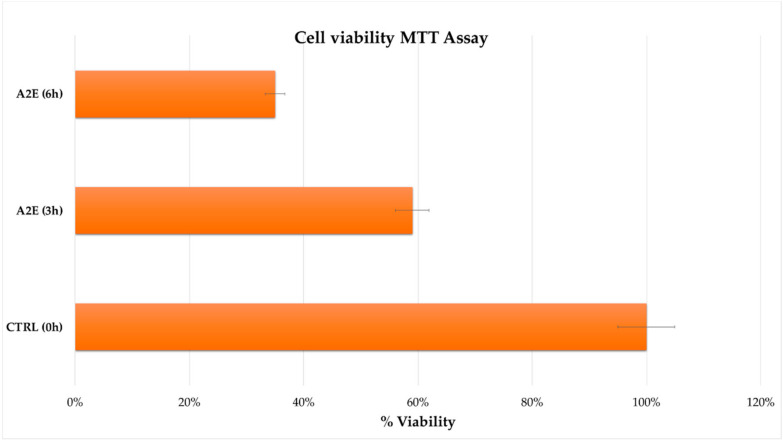 Cell viability MTT Assay
A2E (6h)
A2E (3h)
CTRL (0h)
0% 20% 40% 60% 80% 100% 120%
% Viability